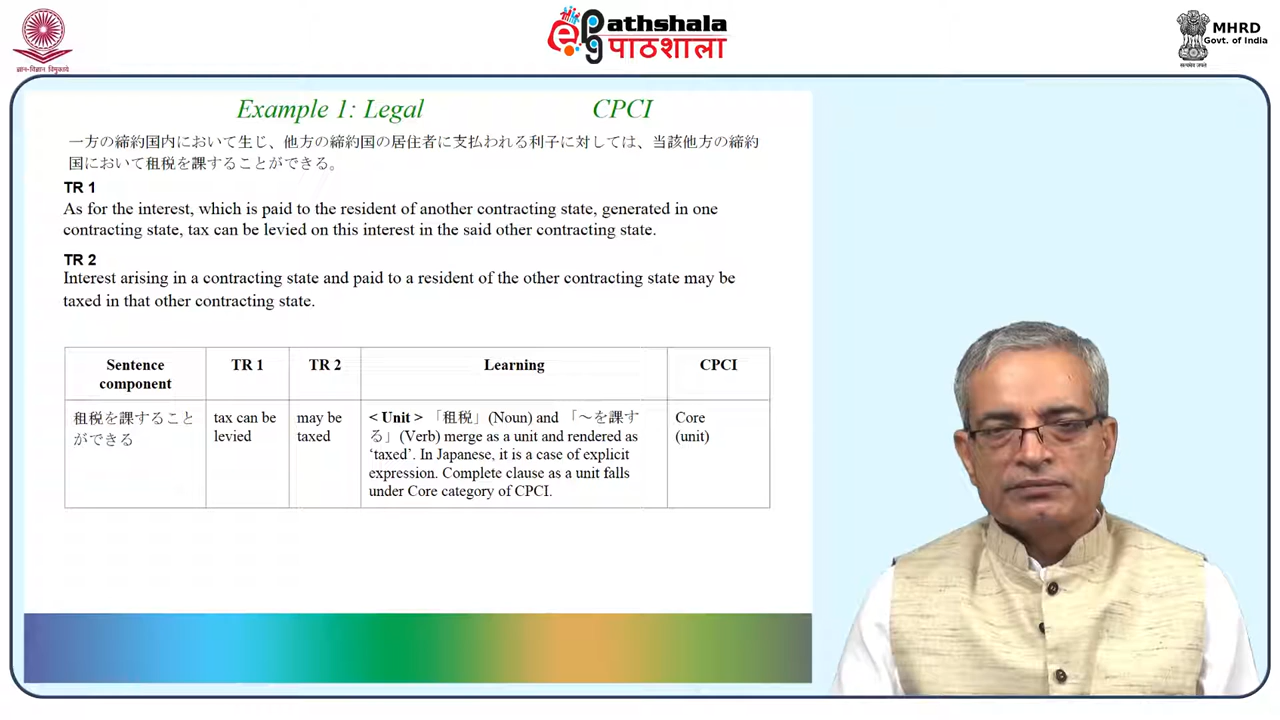 ज्ञान-विज्ञान विमुक्तये
ePG Pathshala
पाठशाला
MHRD
Govt. of India
सत्यमेव जयते
Example 1: Legal CPCI
一方の締約国内において生じ、他方の締約国の居住者に支払われる利子に対しては、当該他方の締約
国において租税を課することができる。
TR 1
As for the interest, which is paid to the resident of another contracting state, generated in one
contracting state, tax can be levied on this interest in the said other contracting state.
TR 2
Interest arising in a contracting state and paid to a resident of the other contracting state may be
taxed in that other contracting state.
Sentence
component
TR 1
TR 2
Learning
CPCI
租税を課すること
ができる
tax can be
levied
may be
taxed
< Unit > 「租税」(Noun) and 「～を課す
る」(Verb) merge as a unit and rendered as
‘taxed’. In Japanese, it is a case of explicit
expression. Complete clause as a unit falls
under Core category of CPCI.
Core
(unit)